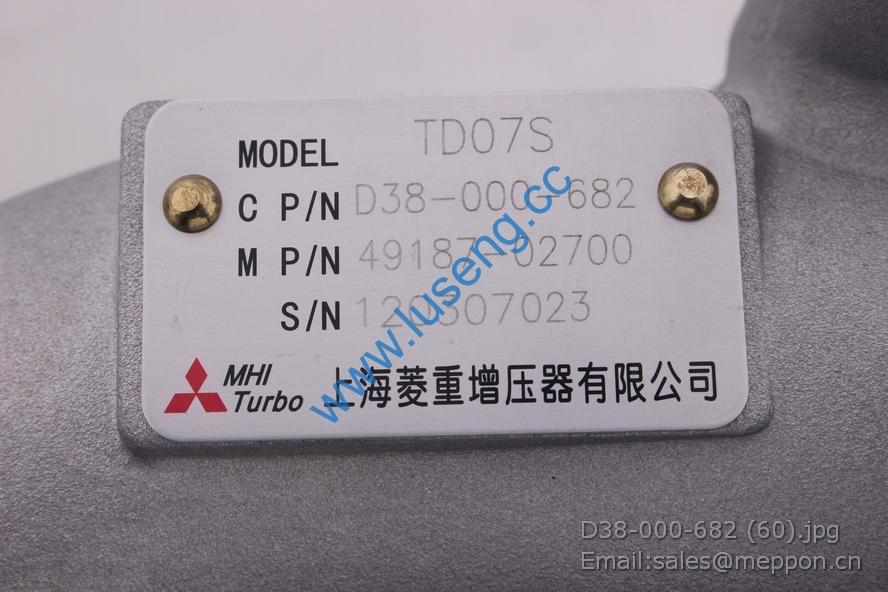 MODEL TD07S
C P/N D38-000-682
M P/N 49187-02700
S/N 120307023
MHI
Turbo 上海菱重增压器有限公司
www.luseng.cc
D38-000-682 (60).jpg
Email:sales@meppon.cn